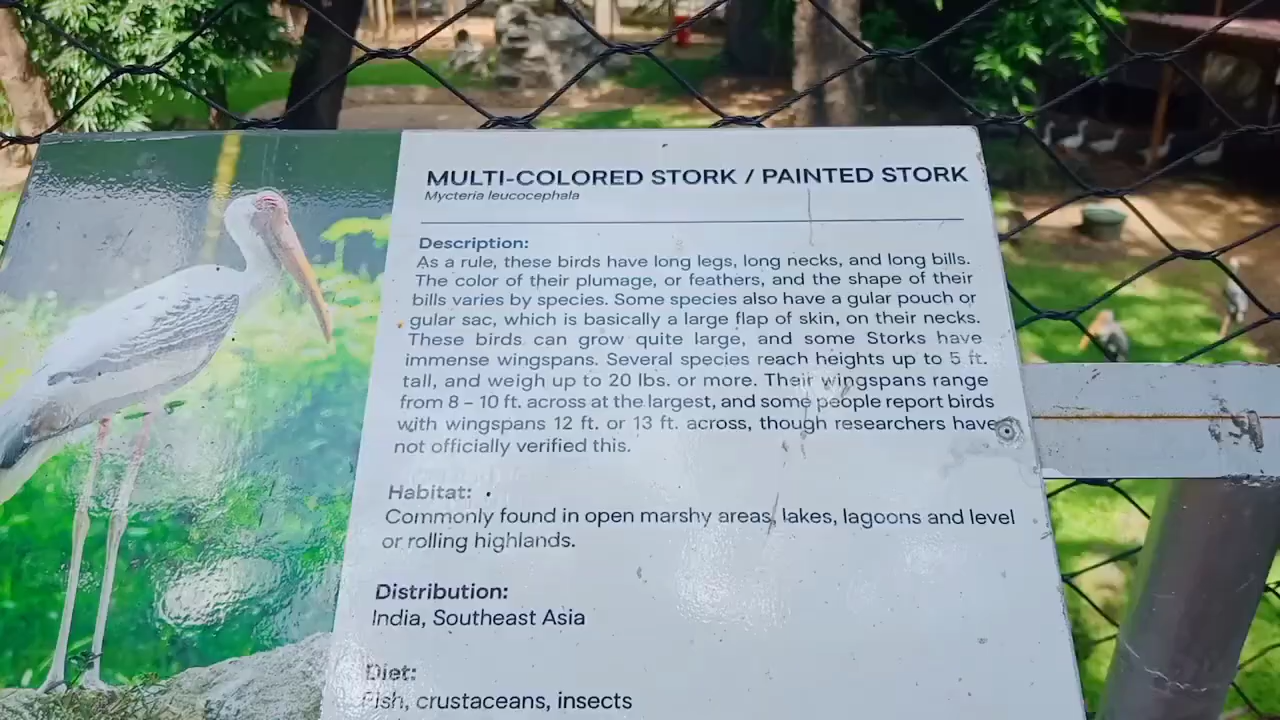 MULTI-COLORED STORK / PAINTED STORK
Mycteria leucocephala
Description:
As a rule, these birds have long legs, long necks, and long bills.
The color of their plumage, or feathers, and the shape of their
bills varies by species. Some species also have a gular pouch or
gular sac, which is basically a large flap of skin, on their necks.
These birds can grow quite large, and some Storks have
immense wingspans. Several species reach heights up to 5 ft.
tall, and weigh up to 20 lbs. or more. Their wingspans range
from 8 – 10 ft. across at the largest, and some people report birds
with wingspans 12 ft. or 13 ft. across, though researchers have
not officially verified this.
Habitat:
Commonly found in open marshy areas, lakes, lagoons and level
or rolling highlands.
Distribution:
India, Southeast Asia
Diet:
Fish, crustaceans, insects